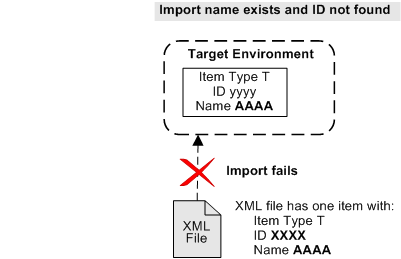 Import name exists and ID not found
Target Environment
Item Type T
ID yyyy
Name AAAA
Import fails
XML
File
XML file has one item with:
Item Type T
ID XXXX
Name AAAA